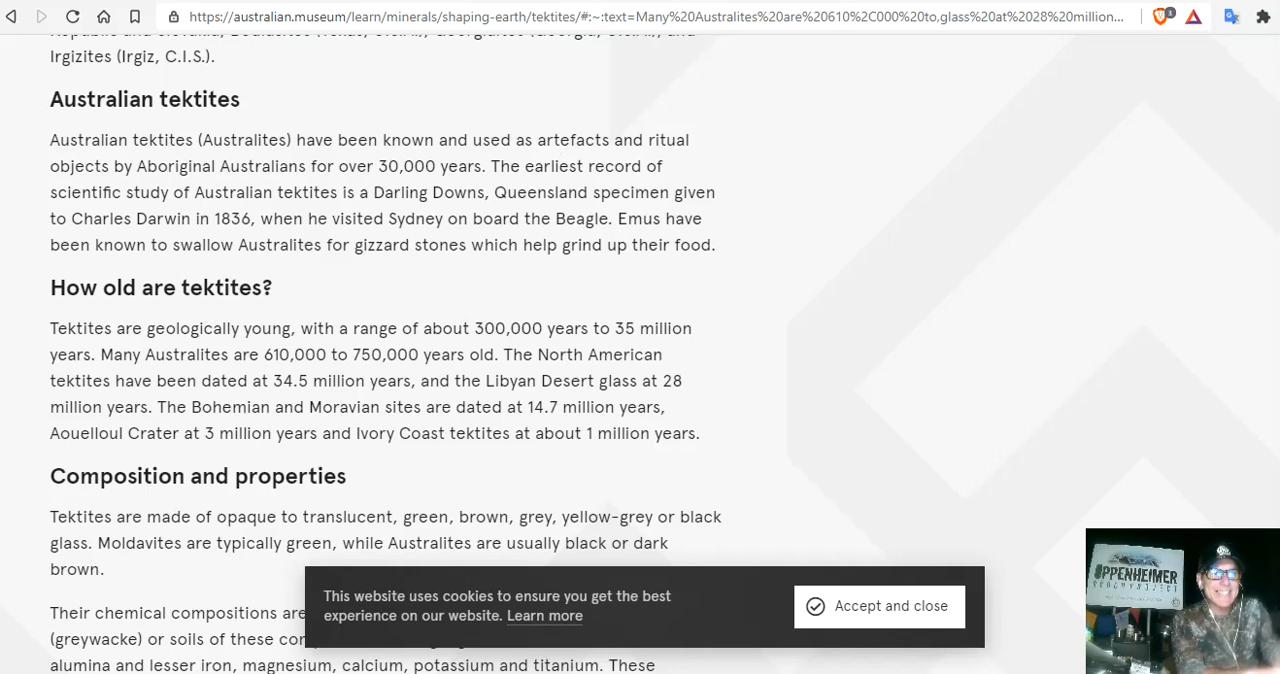 https://australian.museum/learn/minerals/shaping-earth/tektites/#:~:text=Many%20Australites%20are%20610%2C000%20to,glass%20at%2028%20million...
Irgizites (Irgiz, C.I.S.).
Australian tektites
Australian tektites (Australites) have been known and used as artefacts and ritual
objects by Aboriginal Australians for over 30,000 years. The earliest record of
scientific study of Australian tektites is a Darling Downs, Queensland specimen given
to Charles Darwin in 1836, when he visited Sydney on board the Beagle. Emus have
been known to swallow Australites for gizzard stones which help grind up their food.
How old are tektites?
Tektites are geologically young, with a range of about 300,000 years to 35 million
years. Many Australites are 610,000 to 750,000 years old. The North American
tektites have been dated at 34.5 million years, and the Libyan Desert glass at 28
million years. The Bohemian and Moravian sites are dated at 14.7 million years,
Aouelloul Crater at 3 million years and Ivory Coast tektites at about 1 million years.
Composition and properties
Tektites are made of opaque to translucent, green, brown, grey, yellow-grey or black
glass. Moldavites are typically green, while Australites are usually black or dark
brown.
This website uses cookies to ensure you get the best
experience on our website. Learn more
Accept and close
Their chemical compositions are
(greywacke) or soils of these
alumina and lesser iron, magnesium, calcium, potassium and titanium. These
OPPENHEIMER